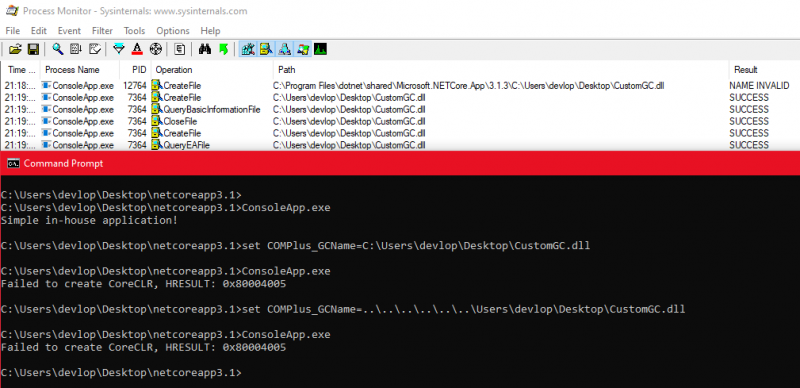 Process Monitor - Sysinternals: www.sysinternals.com
File Edit Event Filter Tools Options Help
Time ... Process Name PID Operation Path Result
21:18:... ConsoleApp.exe 12764 CreateFile C:\Program Files\dotnet\shared\Microsoft.NETCore.App\3.1.3\C:\Users\devlop\Desktop\CustomGC.dll NAME INVALID
21:19:... ConsoleApp.exe 7364 CreateFile C:\Users\devlop\Desktop\CustomGC.dll SUCCESS
21:19:... ConsoleApp.exe 7364 QueryBasicInformationFile C:\Users\devlop\Desktop\CustomGC.dll SUCCESS
21:19:... ConsoleApp.exe 7364 CloseFile C:\Users\devlop\Desktop\CustomGC.dll SUCCESS
21:19:... ConsoleApp.exe 7364 CreateFile C:\Users\devlop\Desktop\CustomGC.dll SUCCESS
21:19:... ConsoleApp.exe 7364 QueryEAFile C:\Users\devlop\Desktop\CustomGC.dll SUCCESS
Command Prompt
C:\Users\devlop\Desktop\netcoreapp3.1>
C:\Users\devlop\Desktop\netcoreapp3.1>ConsoleApp.exe
Simple in-house application!
C:\Users\devlop\Desktop\netcoreapp3.1>set COMPlus_GCName=C:\Users\devlop\Desktop\CustomGC.dll
C:\Users\devlop\Desktop\netcoreapp3.1>ConsoleApp.exe
Failed to create CoreCLR, HRESULT: 0x80004005
C:\Users\devlop\Desktop\netcoreapp3.1>set COMPlus_GCName=..\..\..\..\..\..\Users\devlop\Desktop\CustomGC.dll
C:\Users\devlop\Desktop\netcoreapp3.1>ConsoleApp.exe
Failed to create CoreCLR, HRESULT: 0x80004005
C:\Users\devlop\Desktop\netcoreapp3.1>